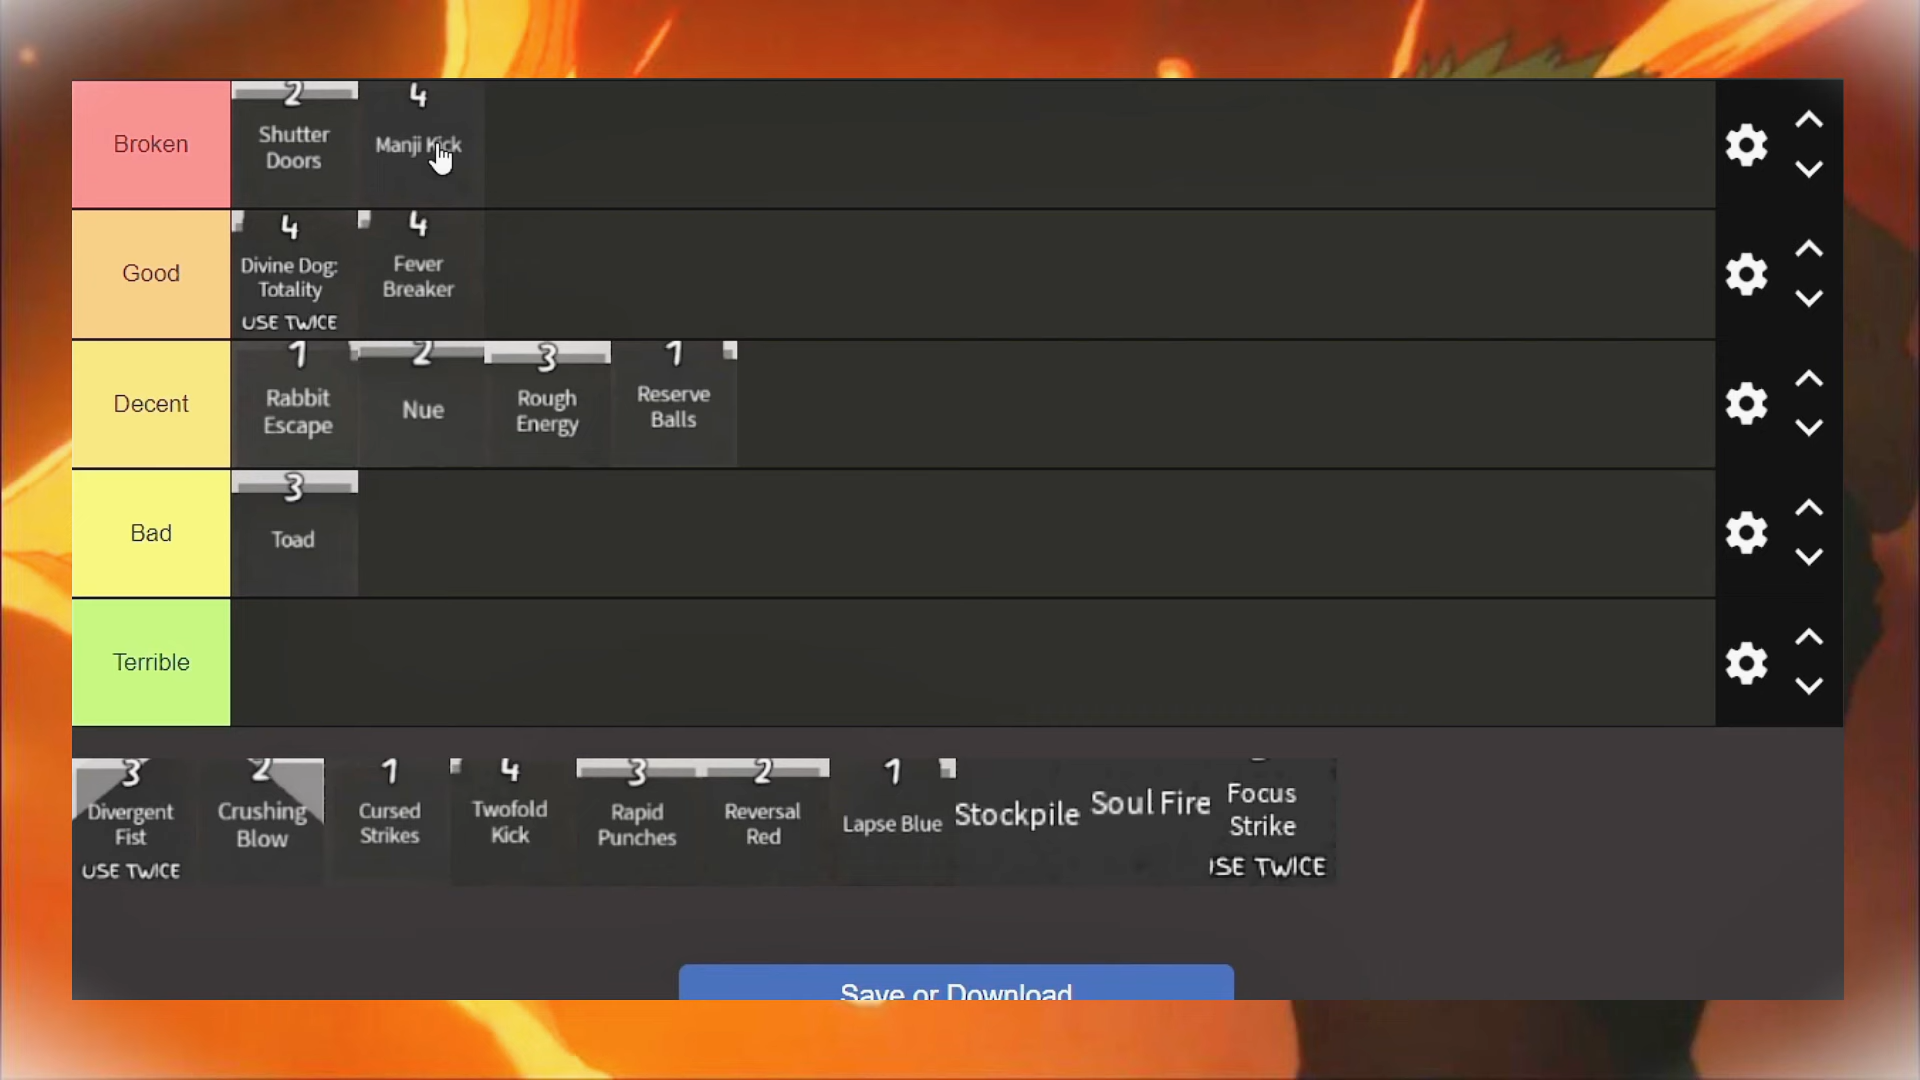 Broken
2
Shutter
Doors
4
Manji Kick
Good
4
Divine Dog:
Totality
USE TWICE
4
Fever
Breaker
Decent
1
Rabbit
Escape
2
Nue
3
Rough
Energy
1
Reserve
Balls
Bad
3
Toad
Terrible
3
Divergent
Fist
USE TWICE
2
Crushing
Blow
1
Cursed
Strikes
4
Twofold
Kick
3
Rapid
Punches
2
Reversal
Red
1
Lapse Blue
Stockpile
Soul Fire
Focus
Strike
USE TWICE
Save or Download